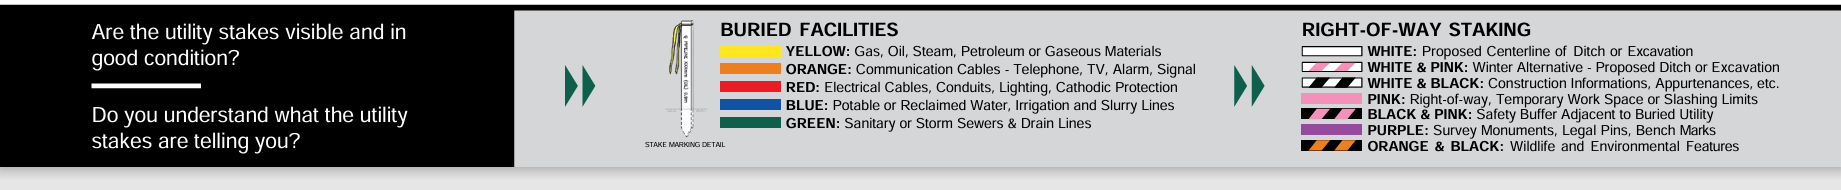 Are the utility stakes visible and in
good condition?
Do you understand what the utility
stakes are telling you?
STAKE MARKING DETAIL
BURIED FACILITIES
YELLOW: Gas, Oil, Steam, Petroleum or Gaseous Materials
ORANGE: Communication Cables - Telephone, TV, Alarm, Signal
RED: Electrical Cables, Conduits, Lighting, Cathodic Protection
BLUE: Potable or Reclaimed Water, Irrigation and Slurry Lines
GREEN: Sanitary or Storm Sewers & Drain Lines
RIGHT-OF-WAY STAKING
WHITE: Proposed Centerline of Ditch or Excavation
WHITE & PINK: Winter Alternative - Proposed Ditch or Excavation
WHITE & BLACK: Construction Informations, Appurtenances, etc.
PINK: Right-of-way, Temporary Work Space or Slashing Limits
BLACK & PINK: Safety Buffer Adjacent to Buried Utility
PURPLE: Survey Monuments, Legal Pins, Bench Marks
ORANGE & BLACK: Wildlife and Environmental Features